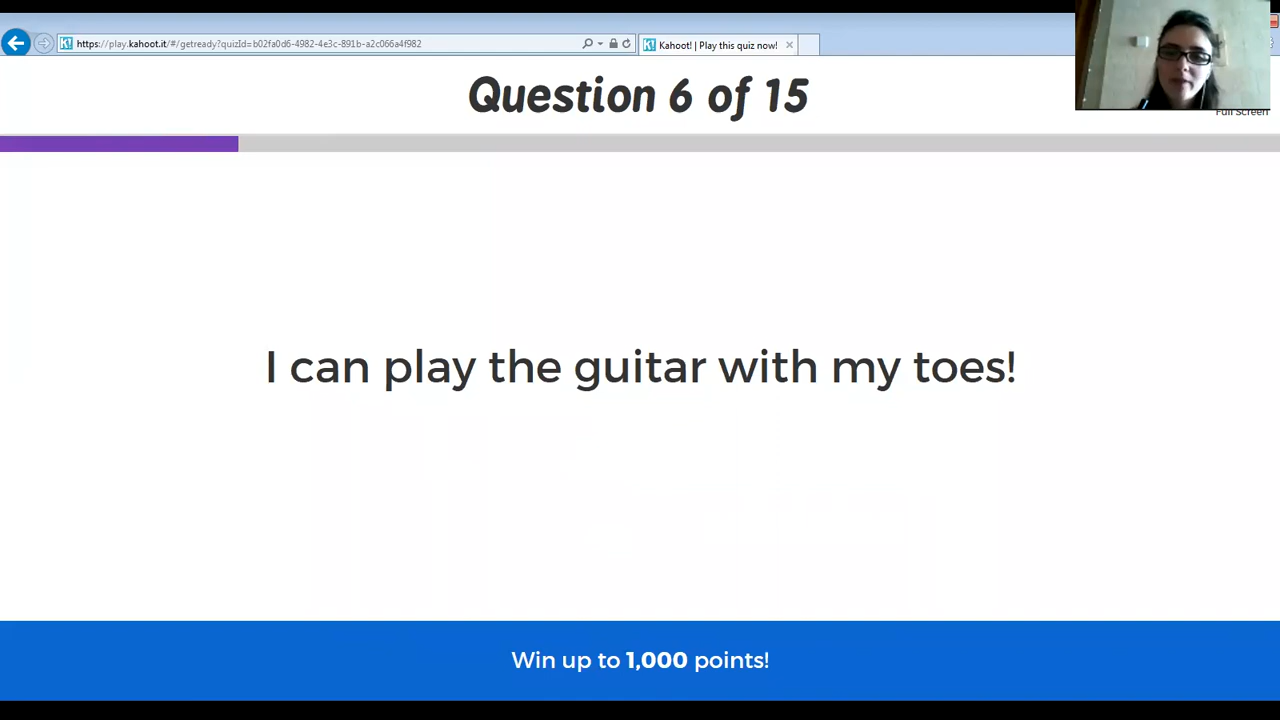 https://play.kahoot.it/#/getready?quizId=b02fa0d6-4982-4e3c-891b-a2c066a4f982
K! Kahoot! | Play this quiz now!
Question 6 of 15
Full Screen
I can play the guitar with my toes!
Win up to 1,000 points!